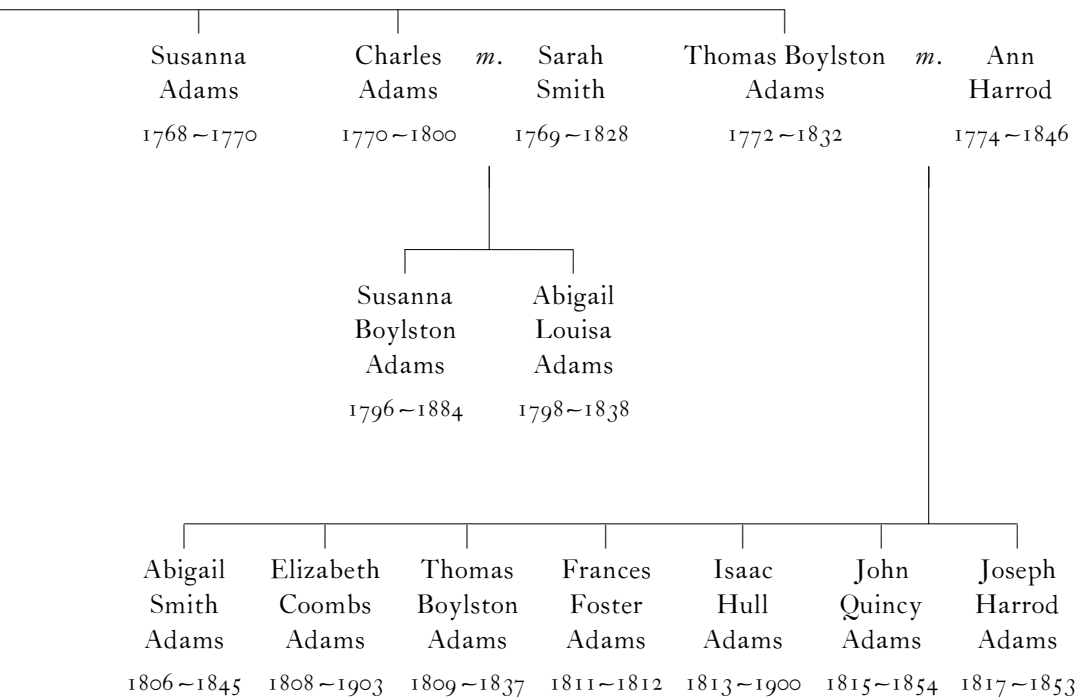 Susanna Charles m. Sarah Thomas Boylston m. Ann
Adams Adams Smith Adams Harrod
1768~1770 1770~1800 1769~1828 1772~1832 1774~1846
Susanna Abigail
Boylston Louisa
Adams Adams
1796~1884 1798~1838
Abigail Elizabeth Thomas Frances Isaac John Joseph
Smith Coombs Boylston Foster Hull Quincy Harrod
Adams Adams Adams Adams Adams Adams Adams
1806~1845 1808~1903 1809~1837 1811~1812 1813~1900 1815~1854 1817~1853